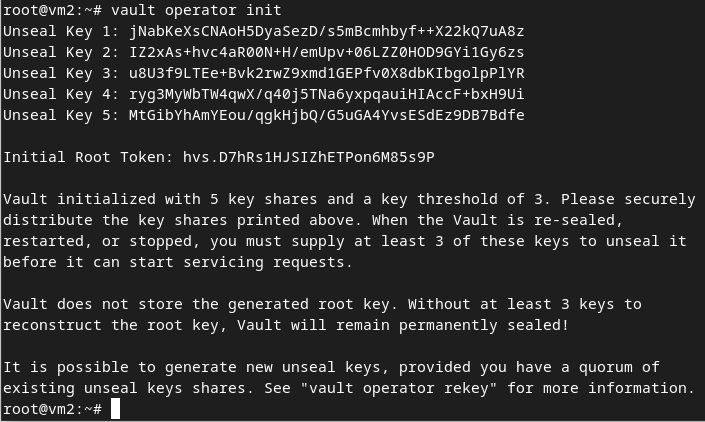 root@vm2:~# vault operator init
Unseal Key 1: jNabKeXsCNAoH5DyaSezD/s5mBcmhbyf++X22kQ7uA8z
Unseal Key 2: IZ2xAs+hvc4aR00N+H/emUpv+06LZZ0HOD9GYi1Gy6zs
Unseal Key 3: u8U3f9LTEe+Bvk2rwZ9xmd1GEPfv0X8dbKIbgolpPlYR
Unseal Key 4: ryg3MyWbTW4qwX/q40j5TNa6yxpqauiHIAccF+bxH9Ui
Unseal Key 5: MtGibYhAmYEou/qgkHjbQ/G5uGA4YvsESdEz9DB7Bdfe
Initial Root Token: hvs.D7hRs1HJSIZhETPon6M85s9P
Vault initialized with 5 key shares and a key threshold of 3. Please securely
distribute the key shares printed above. When the Vault is re-sealed,
restarted, or stopped, you must supply at least 3 of these keys to unseal it
before it can start servicing requests.
Vault does not store the generated root key. Without at least 3 keys to
reconstruct the root key, Vault will remain permanently sealed!
It is possible to generate new unseal keys, provided you have a quorum of
existing unseal keys shares. See "vault operator rekey" for more information.
root@vm2:~#